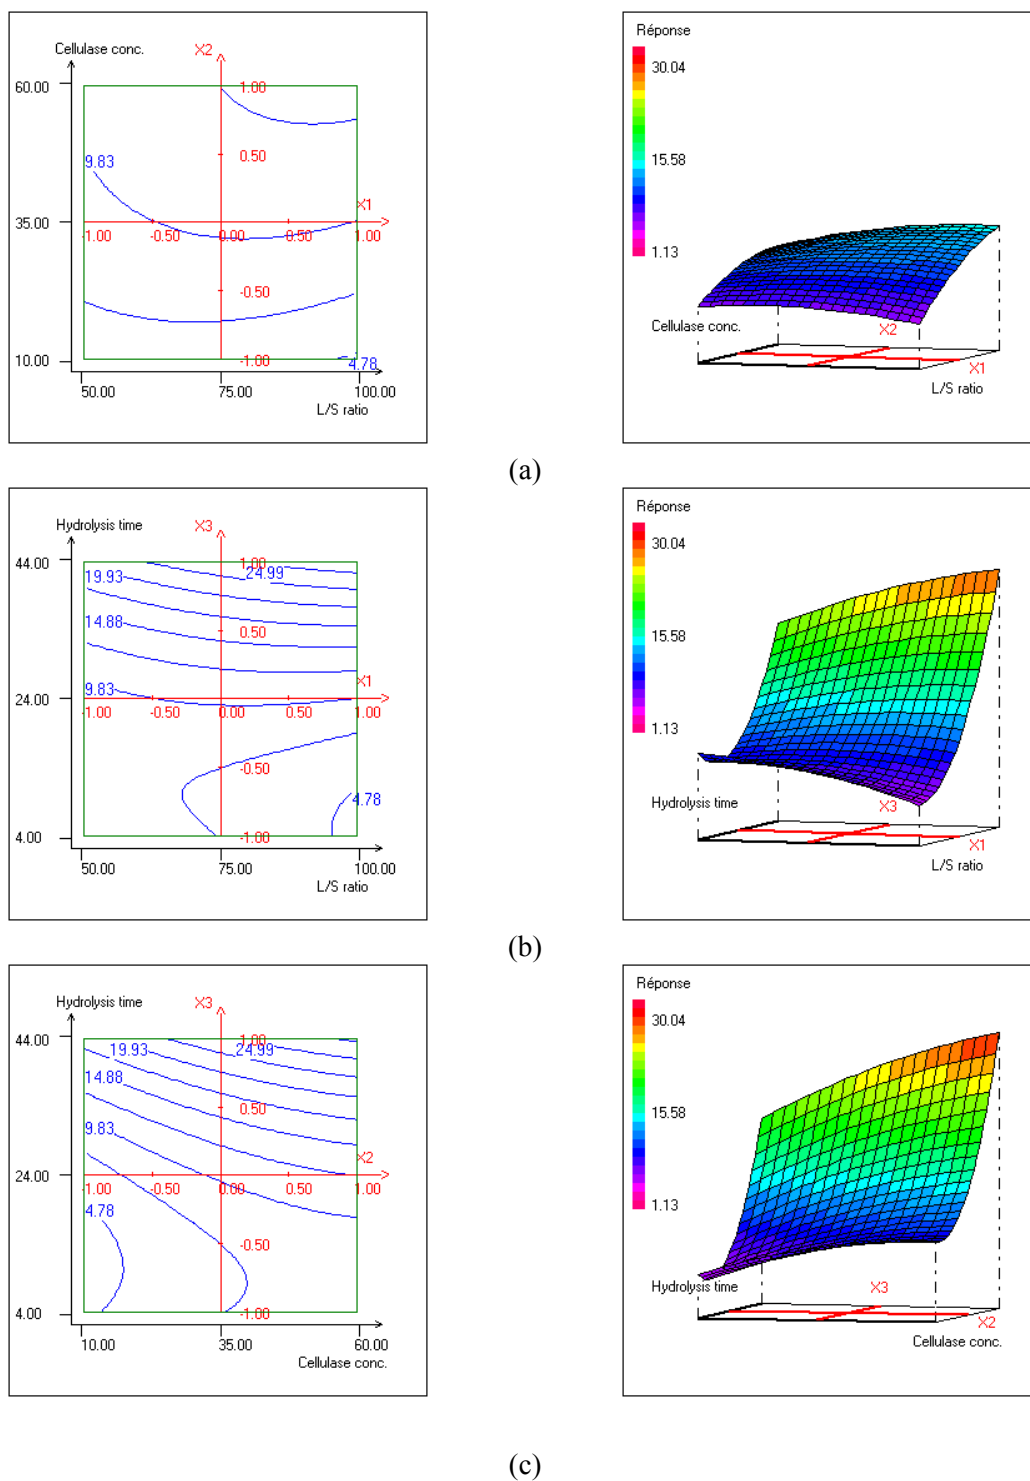 Cellulase conc.
X2
60.00
1.00
9.83
0.50
X1
35.00
-1.00
-0.50
0.00
0.50
1.00
-0.50
10.00
-1.00
4.78
50.00
75.00
100.00
L/S ratio
Réponse
30.04
15.58
1.13
Cellulase conc.
X2
X1
L/S ratio
(a)
Hydrolysis time
X3
44.00
1.00
19.93
24.99
14.88
0.50
X1
9.83
24.00
-1.00
-0.50
0.00
0.50
1.00
-0.50
4.78
4.00
-1.00
50.00
75.00
100.00
L/S ratio
Réponse
30.04
15.58
1.13
Hydrolysis time
X3
X1
L/S ratio
(b)
Hydrolysis time
X3
44.00
1.00
19.93
24.99
14.88
0.50
9.83
X2
24.00
-1.00
-0.50
0.00
0.50
1.00
4.78
-0.50
4.00
-1.00
10.00
35.00
60.00
Cellulase conc.
Réponse
30.04
15.58
1.13
Hydrolysis time
X3
X2
Cellulase conc.
(c)